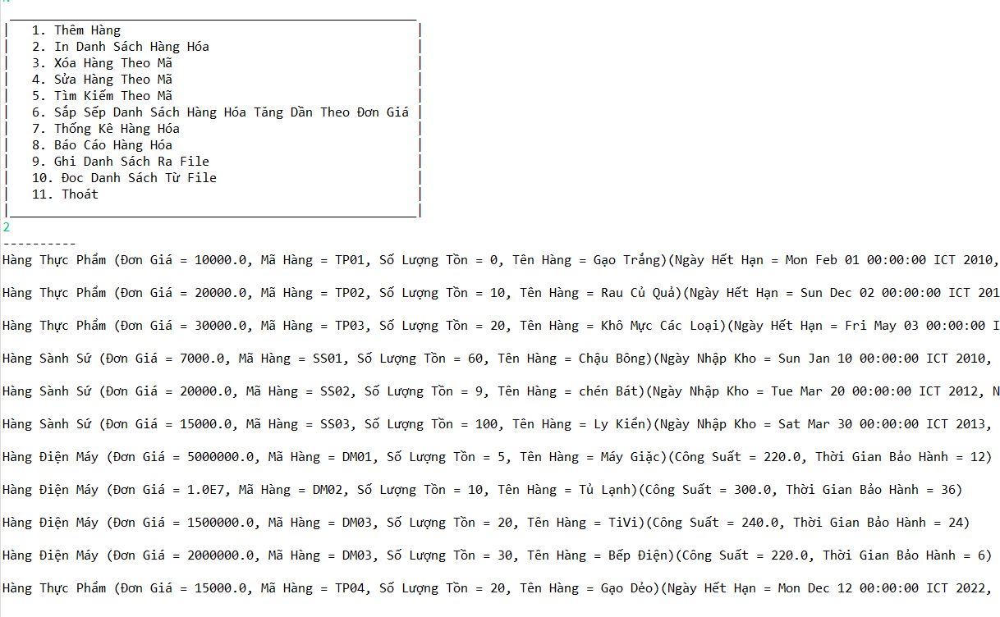 1. Thêm Hàng
2. In Danh Sách Hàng Hóa
3. Xóa Hàng Theo Mã
4. Sửa Hàng Theo Mã
5. Tìm Kiếm Theo Mã
6. Sắp Sếp Danh Sách Hàng Hóa Tăng Dần Theo Đơn Giá
7. Thống Kê Hàng Hóa
8. Báo Cáo Hàng Hóa
9. Ghi Danh Sách Ra File
10. Đoc Danh Sách Từ File
11. Thoát
2
----------
Hàng Thực Phẩm (Đơn Giá = 10000.0, Mã Hàng = TP01, Số Lượng Tồn = 0, Tên Hàng = Gạo Trắng)(Ngày Hết Hạn = Mon Feb 01 00:00:00 ICT 2010,
Hàng Thực Phẩm (Đơn Giá = 20000.0, Mã Hàng = TP02, Số Lượng Tồn = 10, Tên Hàng = Rau Củ Quả)(Ngày Hết Hạn = Sun Dec 02 00:00:00 ICT 201
Hàng Thực Phẩm (Đơn Giá = 30000.0, Mã Hàng = TP03, Số Lượng Tồn = 20, Tên Hàng = Khô Mực Các Loại)(Ngày Hết Hạn = Fri May 03 00:00:00 I
Hàng Sành Sứ (Đơn Giá = 7000.0, Mã Hàng = SS01, Số Lượng Tồn = 60, Tên Hàng = Chậu Bông)(Ngày Nhập Kho = Sun Jan 10 00:00:00 ICT 2010,
Hàng Sành Sứ (Đơn Giá = 20000.0, Mã Hàng = SS02, Số Lượng Tồn = 9, Tên Hàng = chén Bát)(Ngày Nhập Kho = Tue Mar 20 00:00:00 ICT 2012, N
Hàng Sành Sứ (Đơn Giá = 15000.0, Mã Hàng = SS03, Số Lượng Tồn = 100, Tên Hàng = Ly Kiển)(Ngày Nhập Kho = Sat Mar 30 00:00:00 ICT 2013,
Hàng Điện Máy (Đơn Giá = 5000000.0, Mã Hàng = DM01, Số Lượng Tồn = 5, Tên Hàng = Máy Giặc)(Công Suất = 220.0, Thời Gian Bảo Hành = 12)
Hàng Điện Máy (Đơn Giá = 1.0E7, Mã Hàng = DM02, Số Lượng Tồn = 10, Tên Hàng = Tủ Lạnh)(Công Suất = 300.0, Thời Gian Bảo Hành = 36)
Hàng Điện Máy (Đơn Giá = 1500000.0, Mã Hàng = DM03, Số Lượng Tồn = 20, Tên Hàng = TiVi)(Công Suất = 240.0, Thời Gian Bảo Hành = 24)
Hàng Điện Máy (Đơn Giá = 2000000.0, Mã Hàng = DM03, Số Lượng Tồn = 30, Tên Hàng = Bếp Điện)(Công Suất = 220.0, Thời Gian Bảo Hành = 6)
Hàng Thực Phẩm (Đơn Giá = 15000.0, Mã Hàng = TP04, Số Lượng Tồn = 20, Tên Hàng = Gạo Dẻo)(Ngày Hết Hạn = Mon Dec 12 00:00:00 ICT 2022,